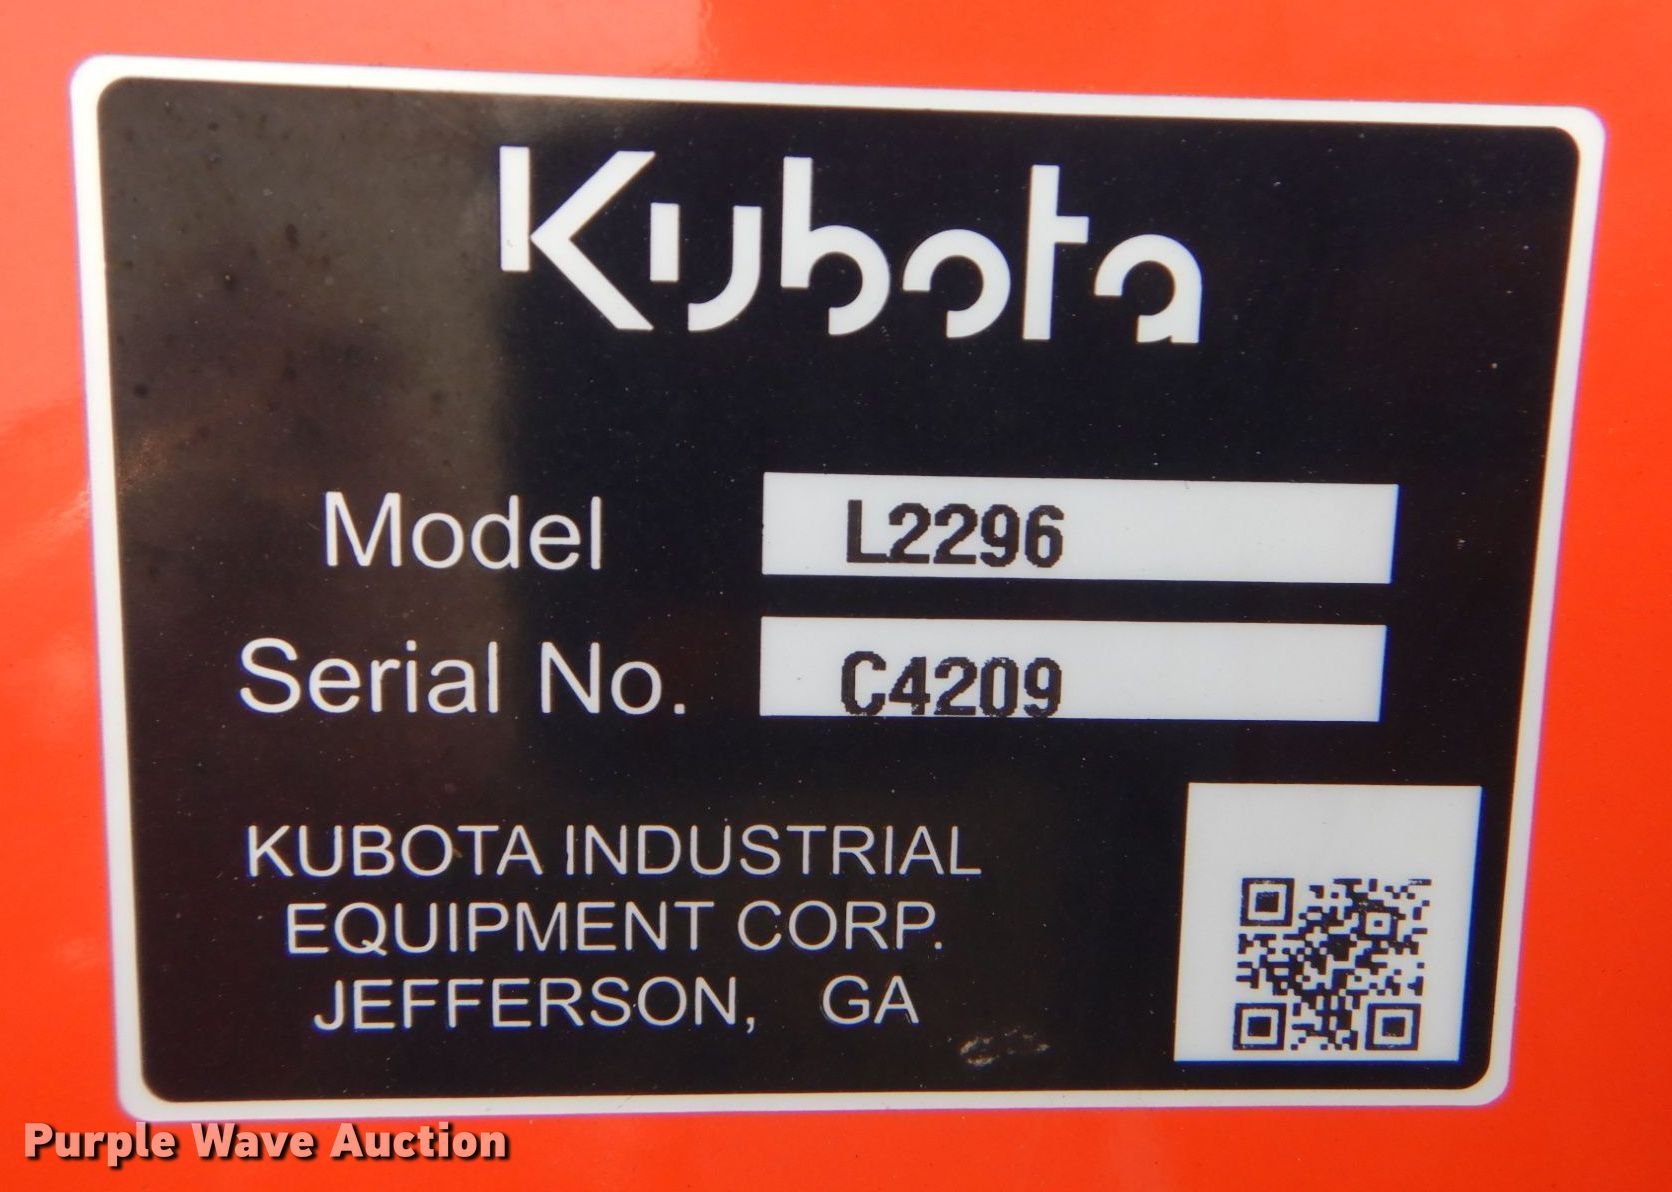 Kubota
Model L2296
Serial No. C4209
KUBOTA INDUSTRIAL
EQUIPMENT CORP.
JEFFERSON, GA
Purple Wave Auction